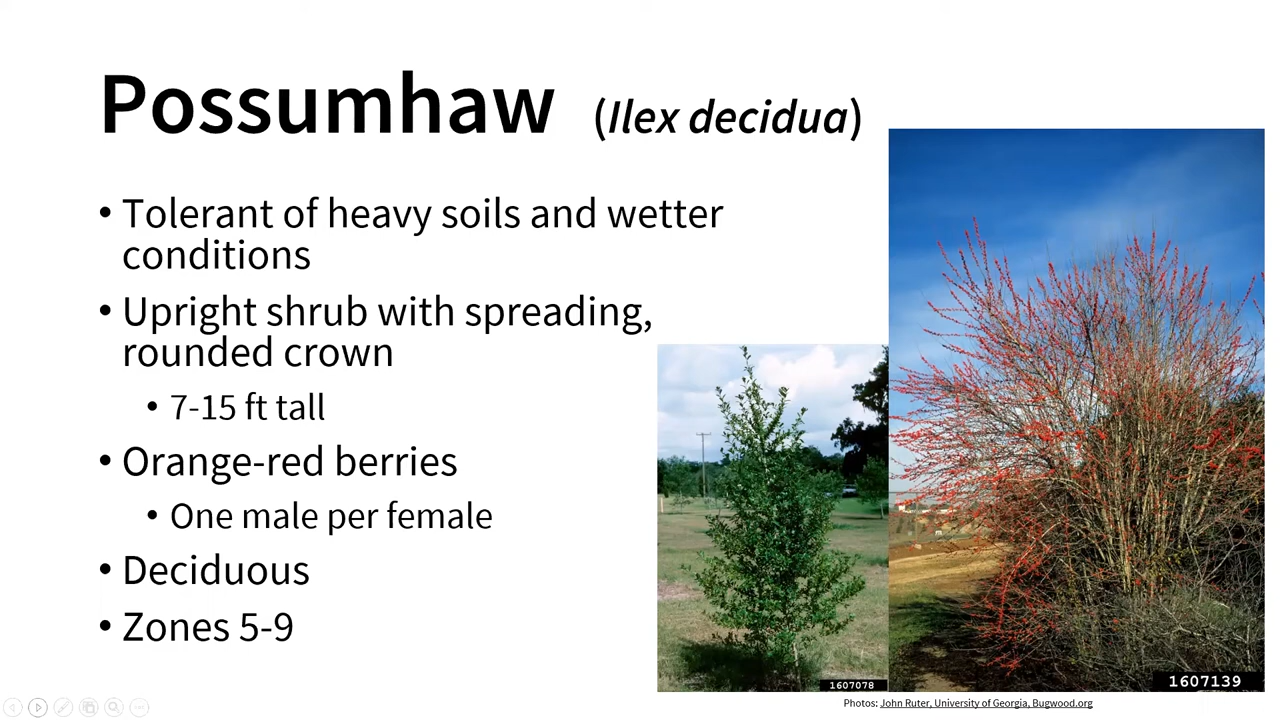 Possumhaw (Ilex decidua)
• Tolerant of heavy soils and wetter
conditions
• Upright shrub with spreading,
rounded crown
• 7-15 ft tall
• Orange-red berries
• One male per female
• Deciduous
• Zones 5-9
1607078
1607139
Photos: John Ruter, University of Georgia, Bugwood.org